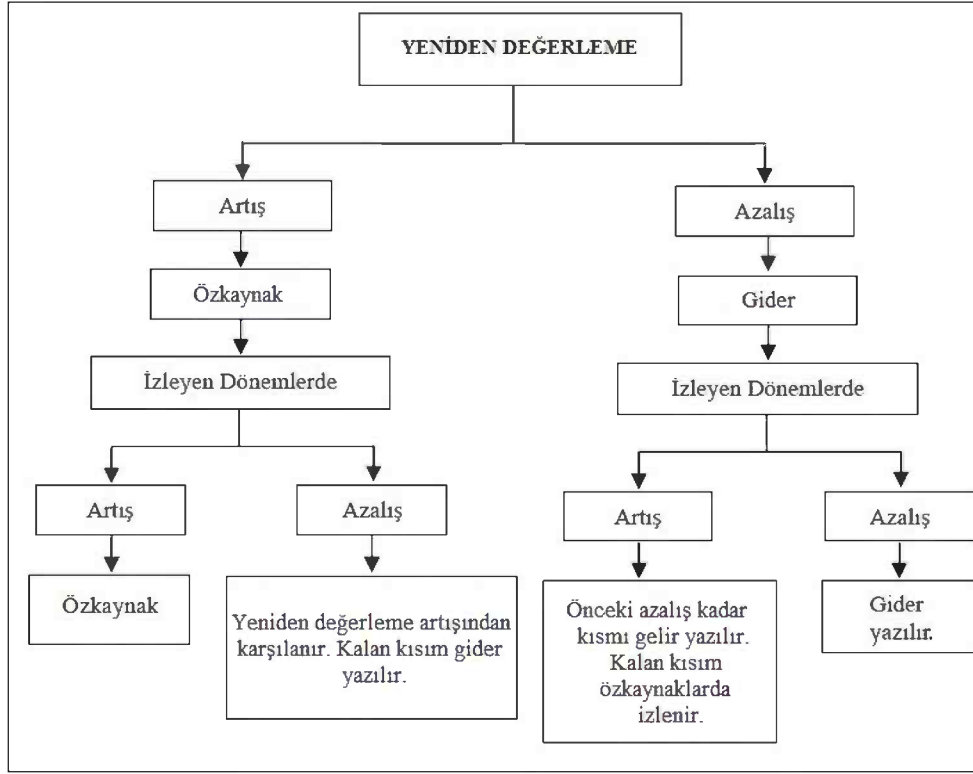 YENİDEN DEĞERLEME
Artış
Azalış
Özkaynak
Gider
İzleyen Dönemlerde
İzleyen Dönemlerde
Artış
Azalış
Artış
Azalış
Özkaynak
Yeniden değerleme artışından
karşılanır. Kalan kısım gider
yazılır.
Önceki azalış kadar
kısmı gelir yazılır.
Kalan kısım
özkaynaklarda
izlenir.
Gider
yazılır.